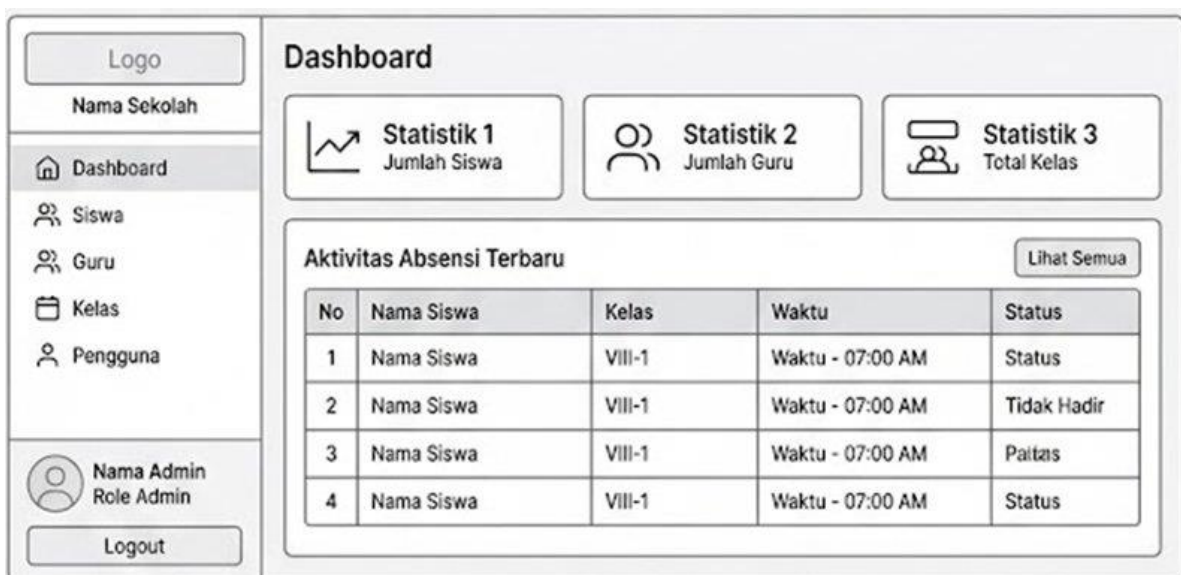 Logo
Nama Sekolah
Dashboard
Siswa
Guru
Kelas
Pengguna
Nama Admin
Role Admin
Logout
Dashboard
Statistik 1
Jumlah Siswa
Statistik 2
Jumlah Guru
Statistik 3
Total Kelas
Aktivitas Absensi Terbaru
Lihat Semua
No Nama Siswa Kelas Waktu Status
1 Nama Siswa VIII-1 Waktu - 07:00 AM Status
2 Nama Siswa VIII-1 Waktu - 07:00 AM Tidak Hadir
3 Nama Siswa VIII-1 Waktu - 07:00 AM
4 Nama Siswa VIII-1 Waktu - 07:00 AM Status